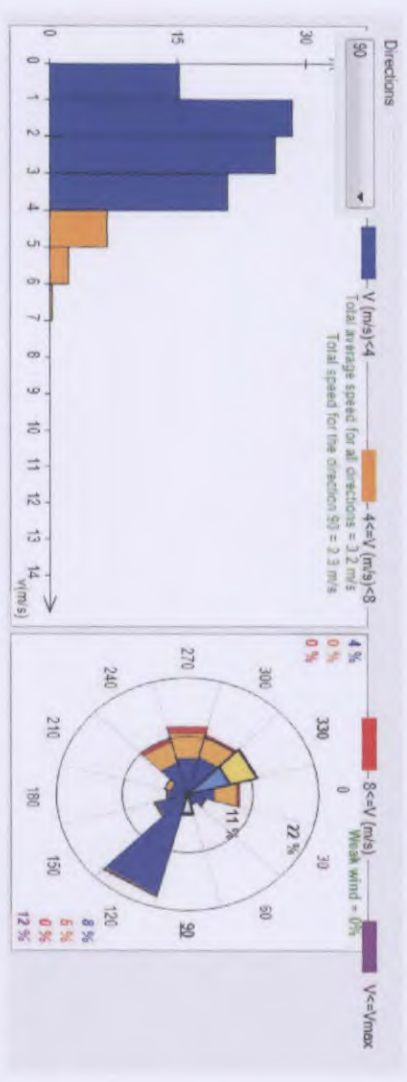 Directions
90
V (m/s)<4
4<=V (m/s)<8
8<=V (m/s)
V<=Vmax
Total average speed for all directions = 3.2 m/s
Total speed for the direction 90 = 2.3 m/s
Weak wind = 0%
30
15
0
0 1 2 3 4 5 6 7 8 9 10 11 12 13 14
v(m/s)
4 %
0 %
0 %
330
0
30
300
22 %
60
11 %
270
90
240
120
210
180
150
8 %
5 %
0 %
12 %